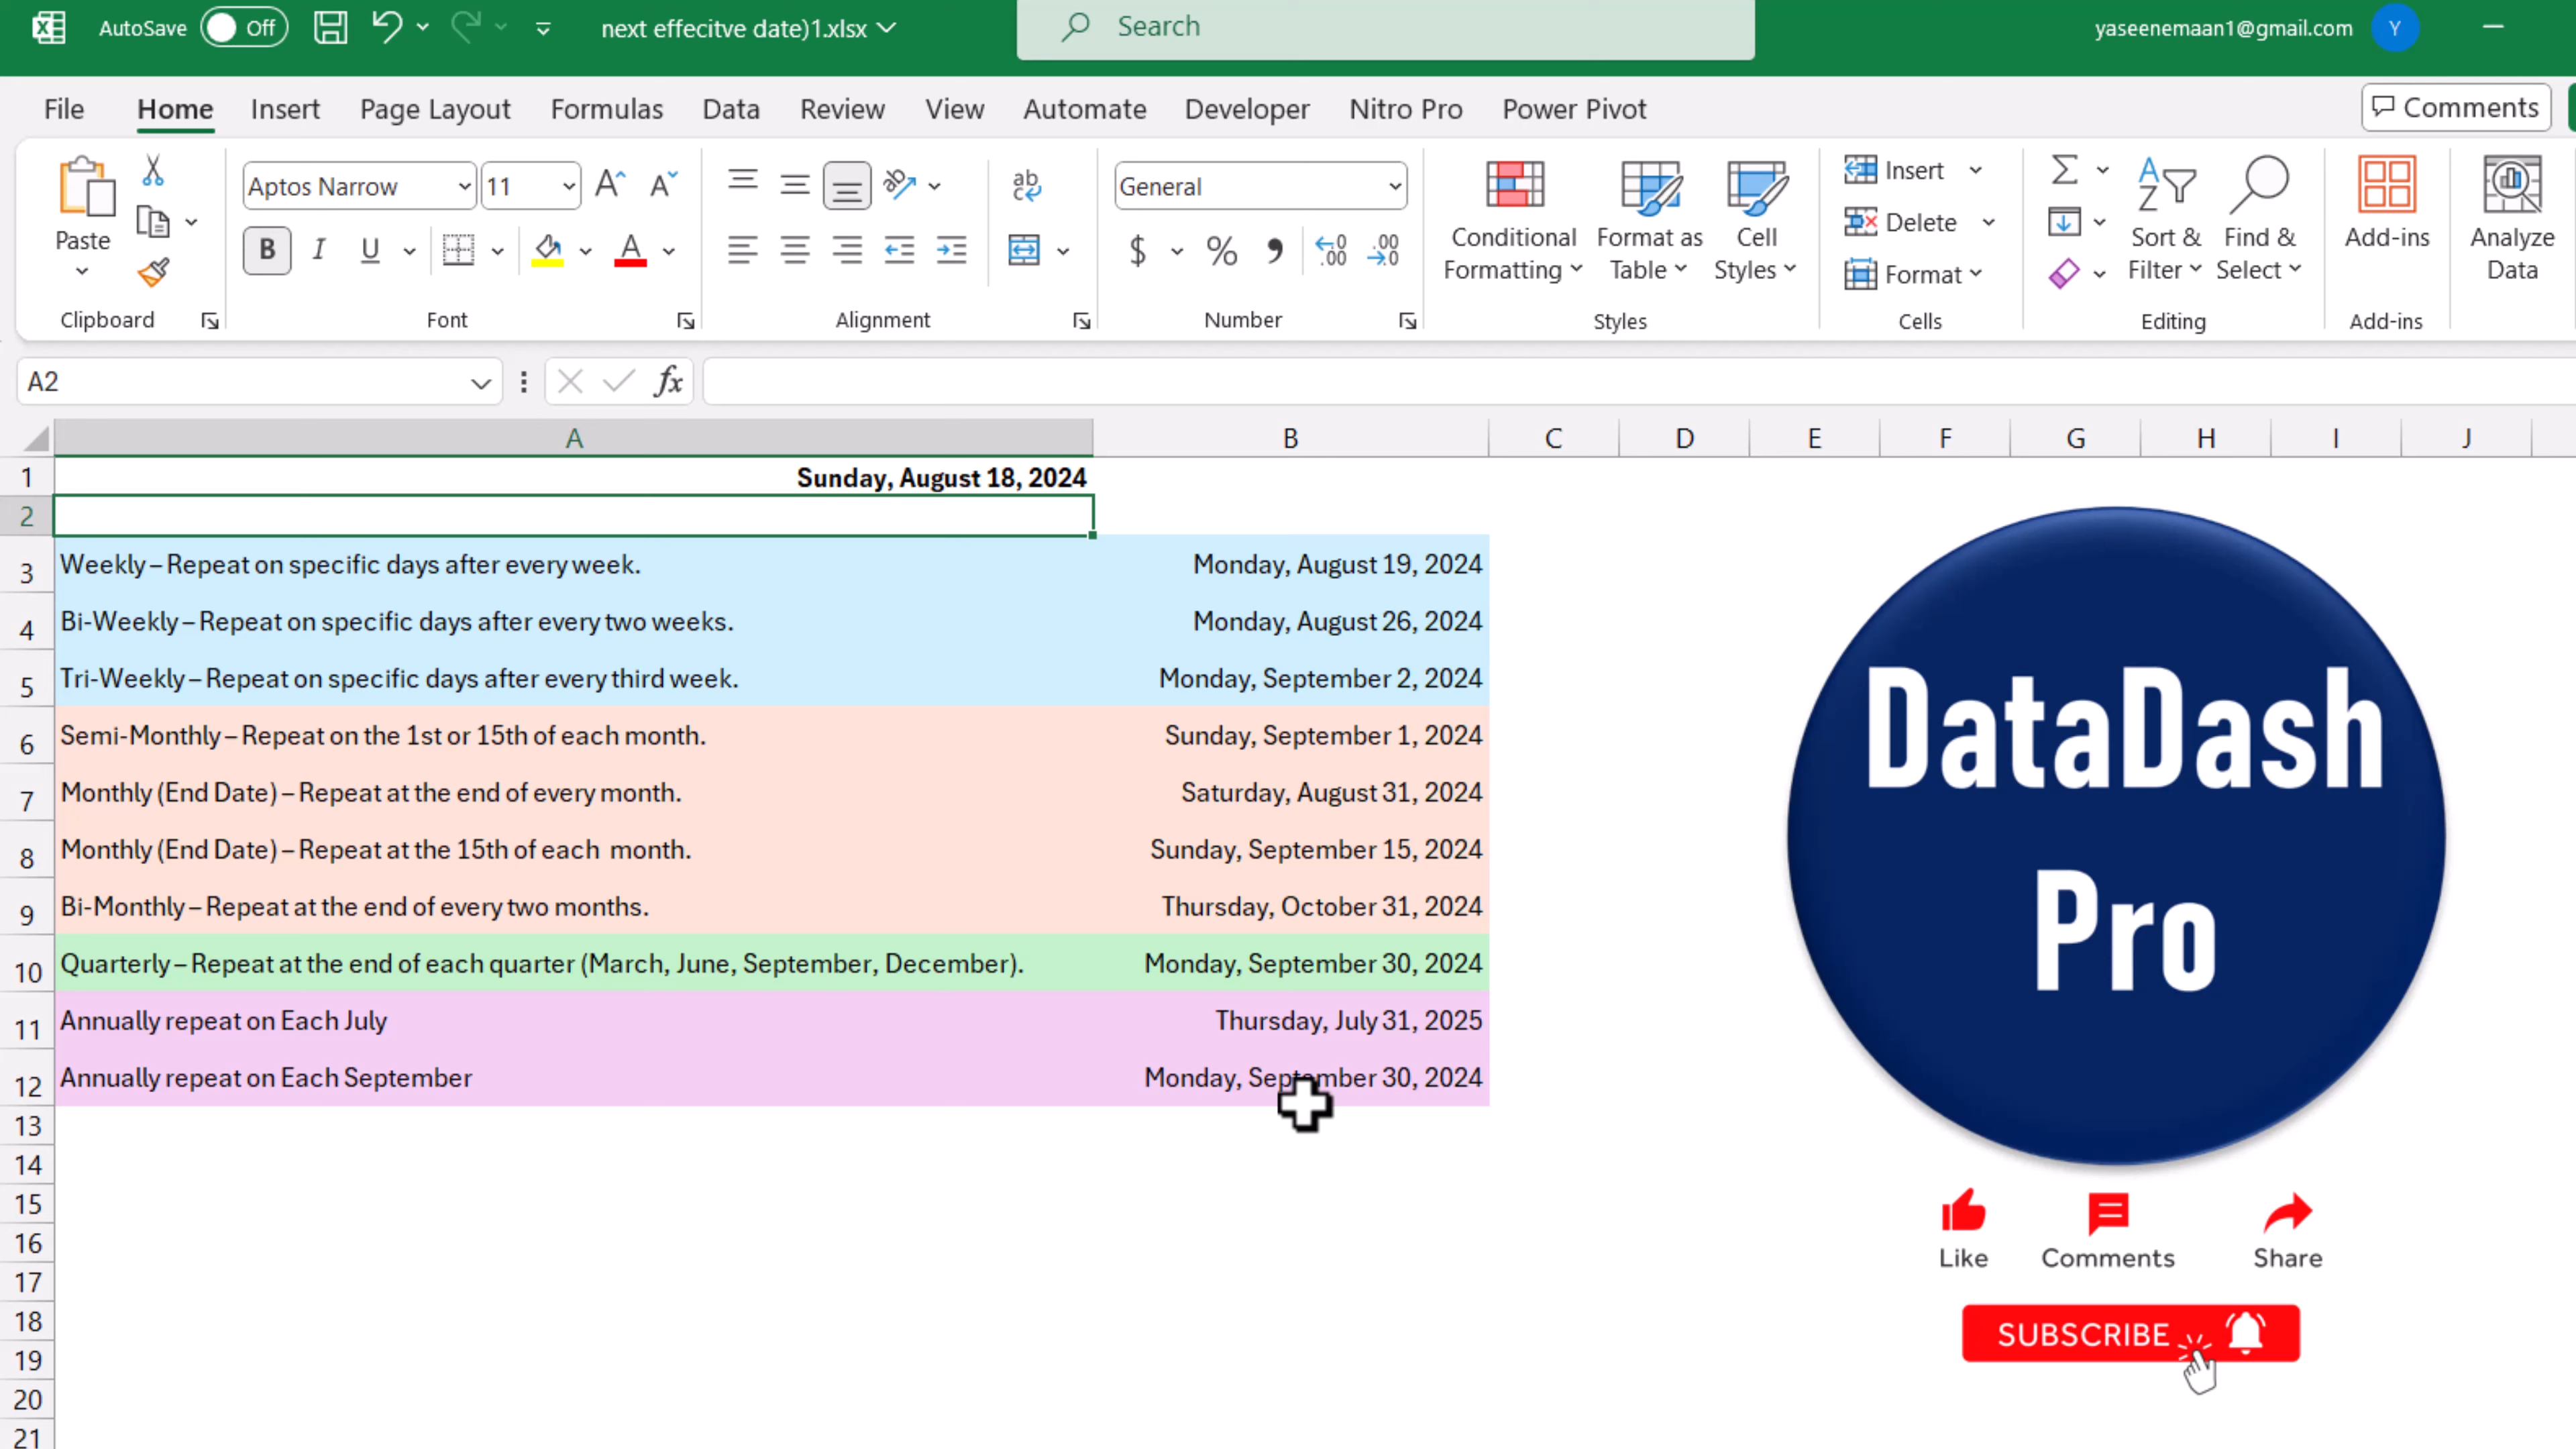 AutoSave Off next effecitve date)1.xlsx Search yaseenemaan1@gmail.com Y
File Home Insert Page Layout Formulas Data Review View Automate Developer Nitro Pro Power Pivot Comments
Paste
Clipboard
Aptos Narrow 11
B I U A
Font
ab
Alignment
General
$ % , .00 .00
Number
Conditional Formatting
Format as Table
Cell Styles
Styles
Insert
Delete
Format
Cells
Sort & Filter
Find & Select
Editing
Add-ins
Add-ins
Analyze Data
A2 fx
A B C D E F G H I J
1 Sunday, August 18, 2024
2
3 Weekly – Repeat on specific days after every week. Monday, August 19, 2024
4 Bi-Weekly – Repeat on specific days after every two weeks. Monday, August 26, 2024
5 Tri-Weekly – Repeat on specific days after every third week. Monday, September 2, 2024
6 Semi-Monthly – Repeat on the 1st or 15th of each month. Sunday, September 1, 2024
7 Monthly (End Date) – Repeat at the end of every month. Saturday, August 31, 2024
8 Monthly (End Date) – Repeat at the 15th of each month. Sunday, September 15, 2024
9 Bi-Monthly – Repeat at the end of every two months. Thursday, October 31, 2024
10 Quarterly – Repeat at the end of each quarter (March, June, September, December). Monday, September 30, 2024
11 Annually repeat on Each July Thursday, July 31, 2025
12 Annually repeat on Each September Monday, September 30, 2024
13
14
15
16
17
18
19
20
21
DataDash
Pro
Like Comments Share
SUBSCRIBE